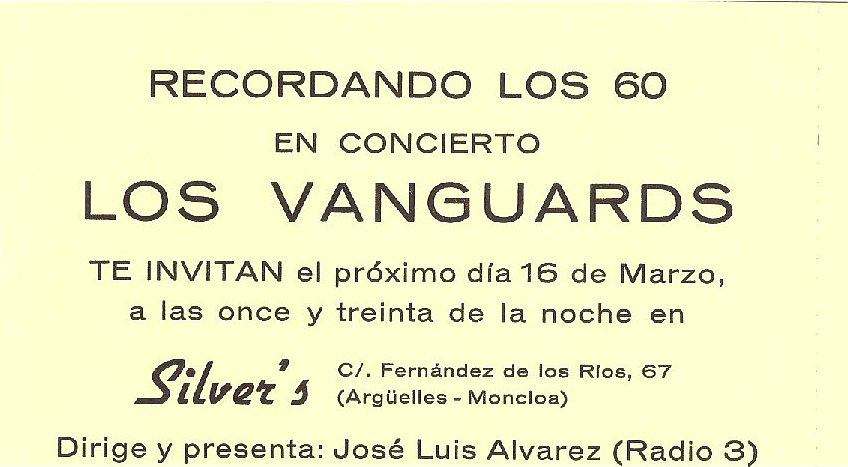 RECORDANDO LOS 60
EN CONCIERTO
LOS VANGUARDS
TE INVITAN el próximo día 16 de Marzo,
a las once y treinta de la noche en
Silver's
C/. Fernández de los Ríos, 67
(Argüelles - Moncloa)
Dirige y presenta: José Luis Alvarez (Radio 3)